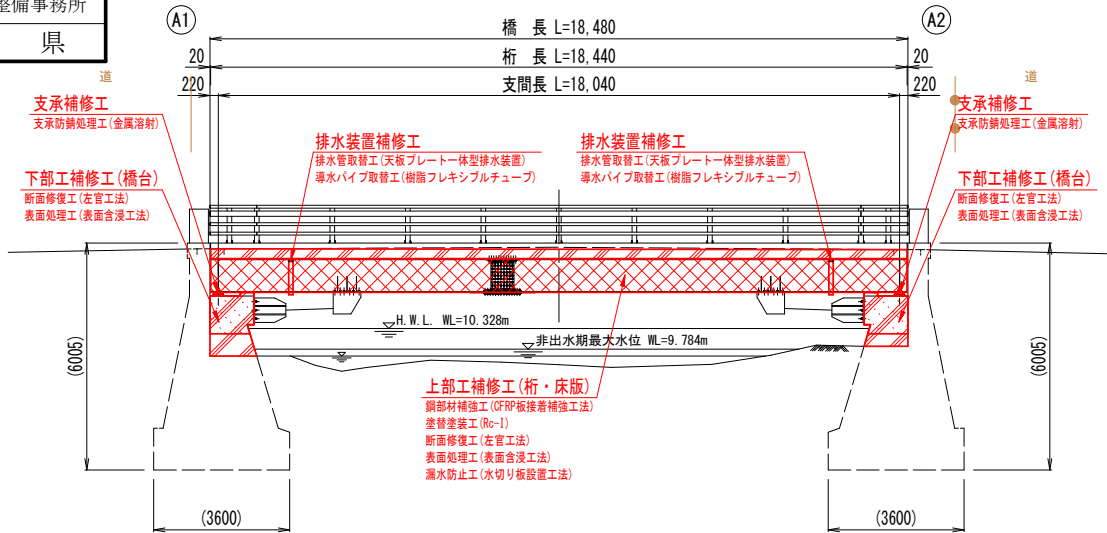 整備事務所
県
A1
A2
橋 長 L=18,480
20
桁 長 L=18,440
20
220
支間長 L=18,040
220
道
道
支承補修工
支承防錆処理工(金属溶射)
排水装置補修工
排水管取替工(天板プレート一体型排水装置)
導水パイプ取替工(樹脂フレキシブルチューブ)
排水装置補修工
排水管取替工(天板プレート一体型排水装置)
導水パイプ取替工(樹脂フレキシブルチューブ)
支承補修工
支承防錆処理工(金属溶射)
下部工補修工(橋台)
断面修復工(左官工法)
表面処理工(表面含浸工法)
下部工補修工(橋台)
断面修復工(左官工法)
表面処理工(表面含浸工法)
H.W.L. WL=10.328m
非出水期最大水位 WL=9.784m
(6005)
(6005)
上部工補修工(桁・床版)
鋼部材補強工(CFRP板接着補強工法)
塗替塗装工(Rc-I)
断面修復工(左官工法)
表面処理工(表面含浸工法)
漏水防止工(水切り板設置工法)
(3600)
(3600)